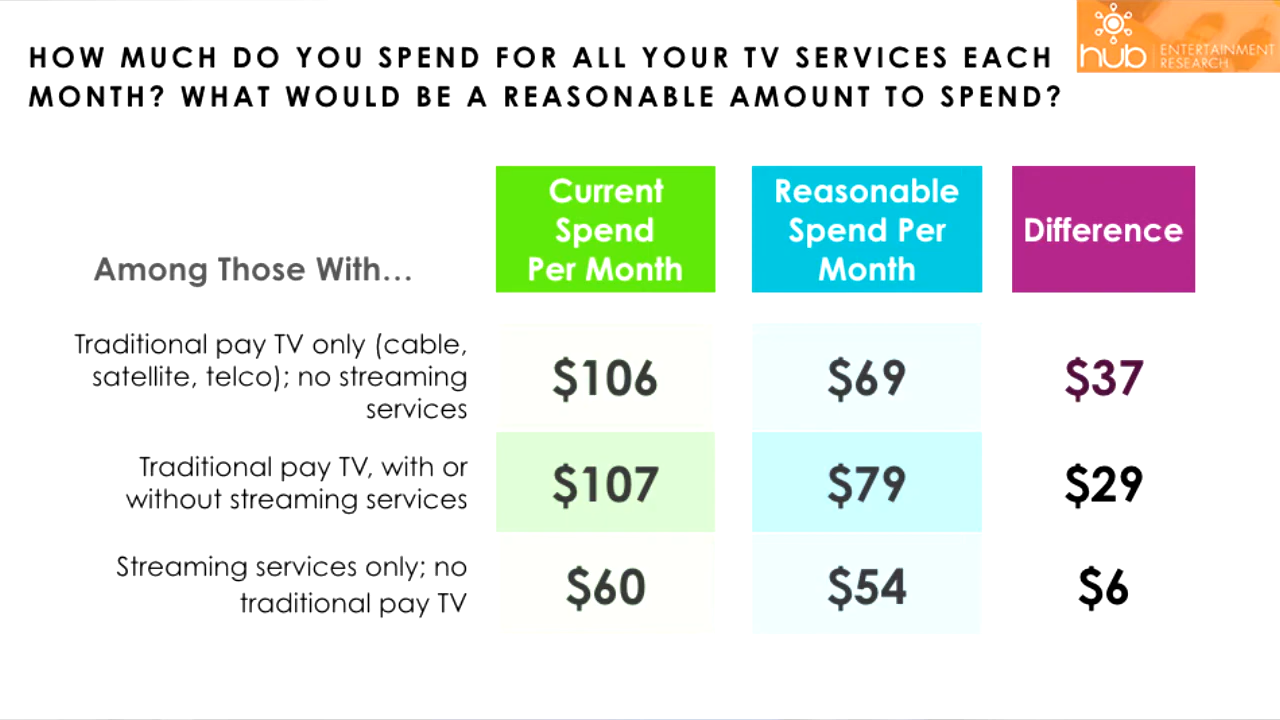 HOW MUCH DO YOU SPEND FOR ALL YOUR TV SERVICES EACH
MONTH? WHAT WOULD BE A REASONABLE AMOUNT TO SPEND?
hub
ENTERTAINMENT
RESEARCH
Among Those With...
Current
Spend
Per Month
Reasonable
Spend Per
Month
Difference
Traditional pay TV only (cable,
satellite, telco); no streaming
services
$106
$69
$37
Traditional pay TV, with or
without streaming services
$107
$79
$29
Streaming services only; no
traditional pay TV
$60
$54
$6